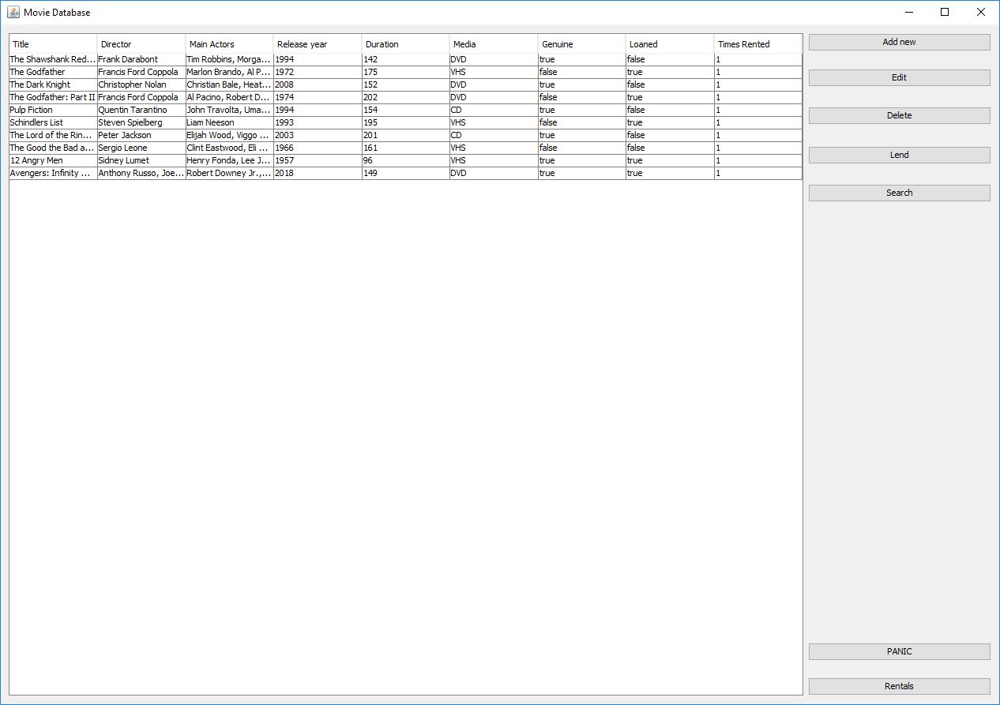 Movie Database
Title Director Main Actors Release year Duration Media Genuine Loaned Times Rented
The Shawshank Red... Frank Darabont Tim Robbins, Morga... 1994 142 DVD true false 1
The Godfather Francis Ford Coppola Marlon Brando, Al P... 1972 175 VHS false true 1
The Dark Knight Christopher Nolan Christian Bale, Heat... 2008 152 DVD true false 1
The Godfather: Part II Francis Ford Coppola Al Pacino, Robert D... 1974 202 DVD false true 1
Pulp Fiction Quentin Tarantino John Travolta, Uma... 1994 154 CD true false 1
Schindlers List Steven Spielberg Liam Neeson 1993 195 VHS false true 1
The Lord of the Rin... Peter Jackson Elijah Wood, Viggo ... 2003 201 CD true false 1
The Good the Bad a... Sergio Leone Clint Eastwood, Eli ... 1966 161 VHS false false 1
12 Angry Men Sidney Lumet Henry Fonda, Lee J... 1957 96 VHS true true 1
Avengers: Infinity ... Anthony Russo, Joe... Robert Downey Jr.,... 2018 149 DVD true true 1
Add new
Edit
Delete
Lend
Search
PANIC
Rentals